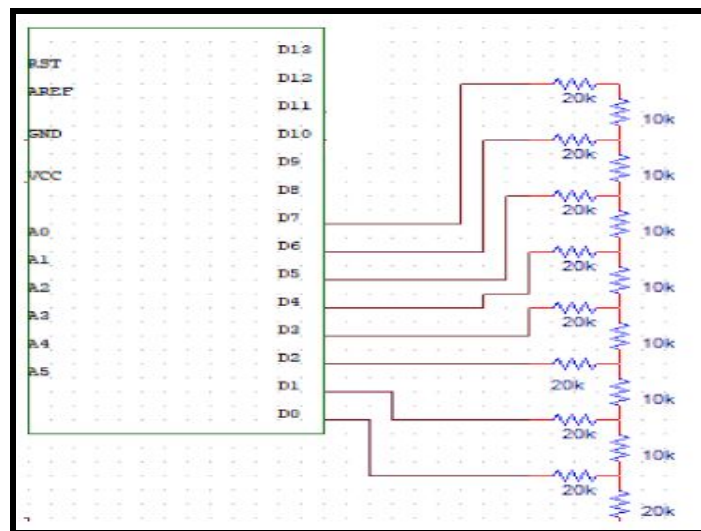 D13
RST
D12
AREF
D11
GND
D10
D9
VCC
D8
D7
A0
D6
A1
D5
A2
D4
A3
D3
A4
D2
A5
D1
D0
20k
10k
20k
10k
20k
10k
20k
10k
20k
10k
20k
10k
20k
10k
20k
20k